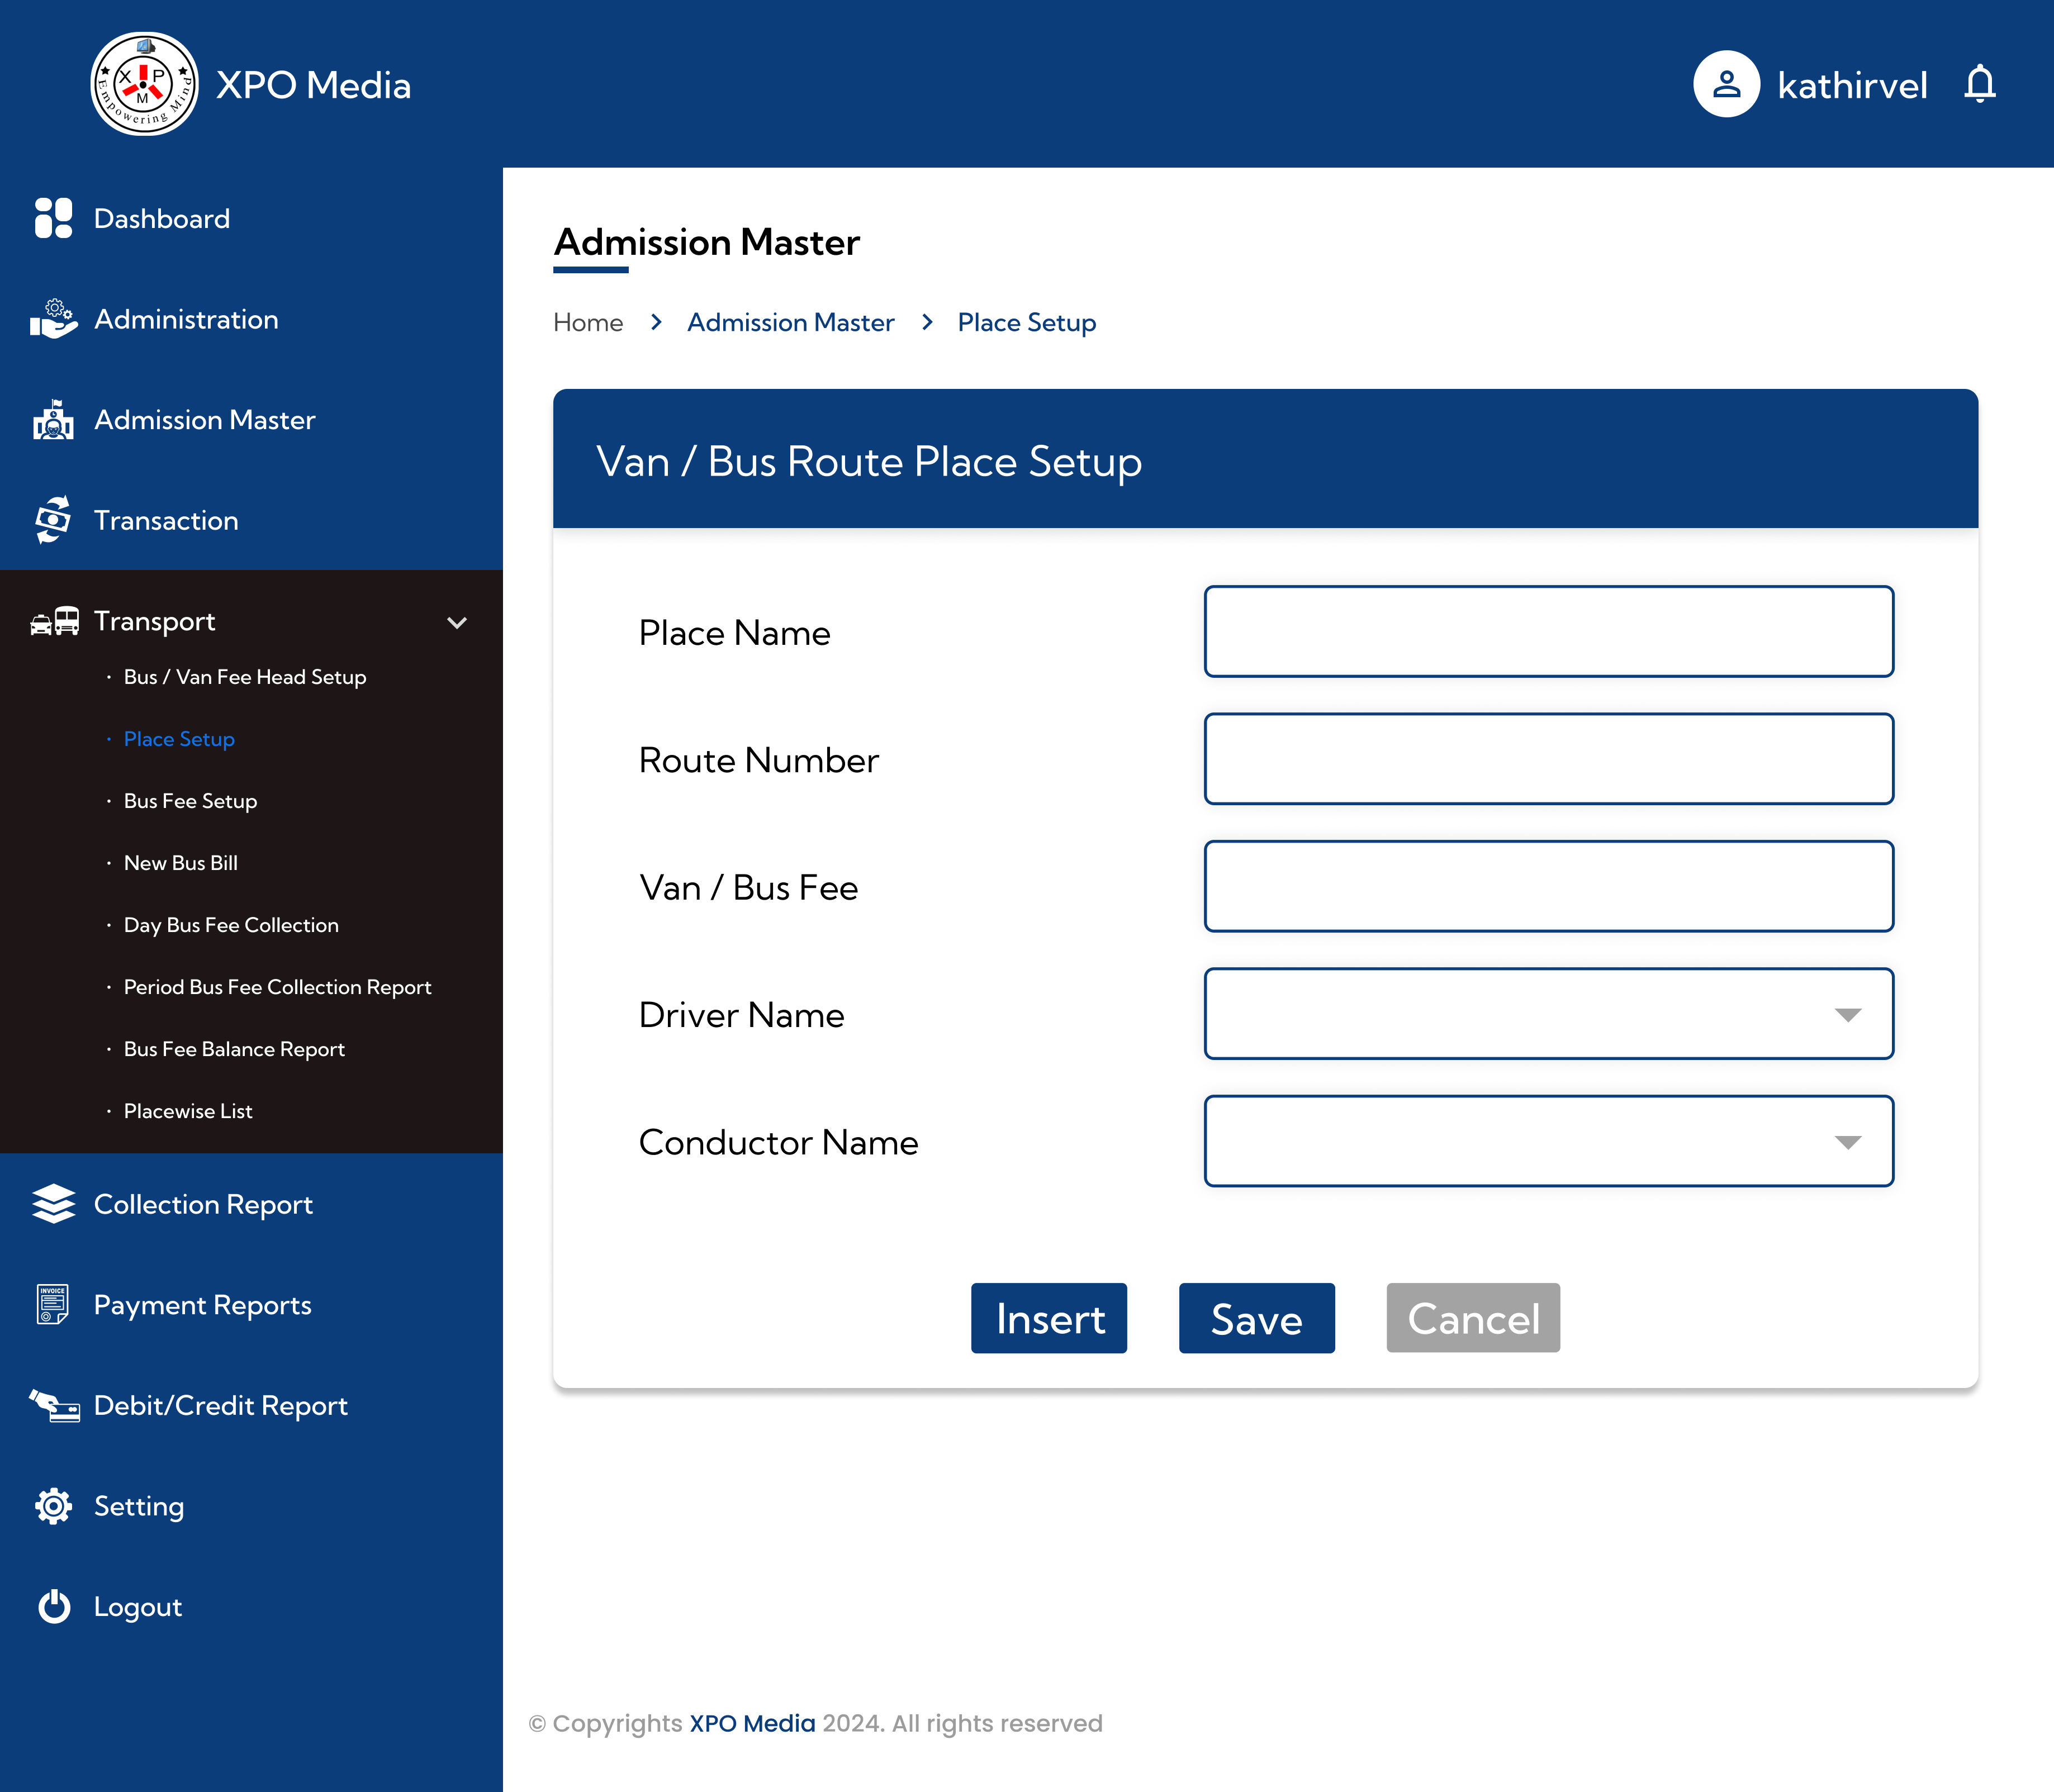 X P M
Empowering Mind
XPO Media
kathirvel
Dashboard
Administration
Admission Master
Transaction
Transport
· Bus / Van Fee Head Setup
· Place Setup
· Bus Fee Setup
· New Bus Bill
· Day Bus Fee Collection
· Period Bus Fee Collection Report
· Bus Fee Balance Report
· Placewise List
Collection Report
INVOICE
Payment Reports
Debit/Credit Report
Setting
Logout
Admission Master
Home > Admission Master > Place Setup
Van / Bus Route Place Setup
Place Name
Route Number
Van / Bus Fee
Driver Name
Conductor Name
Insert Save Cancel
© Copyrights XPO Media 2024. All rights reserved